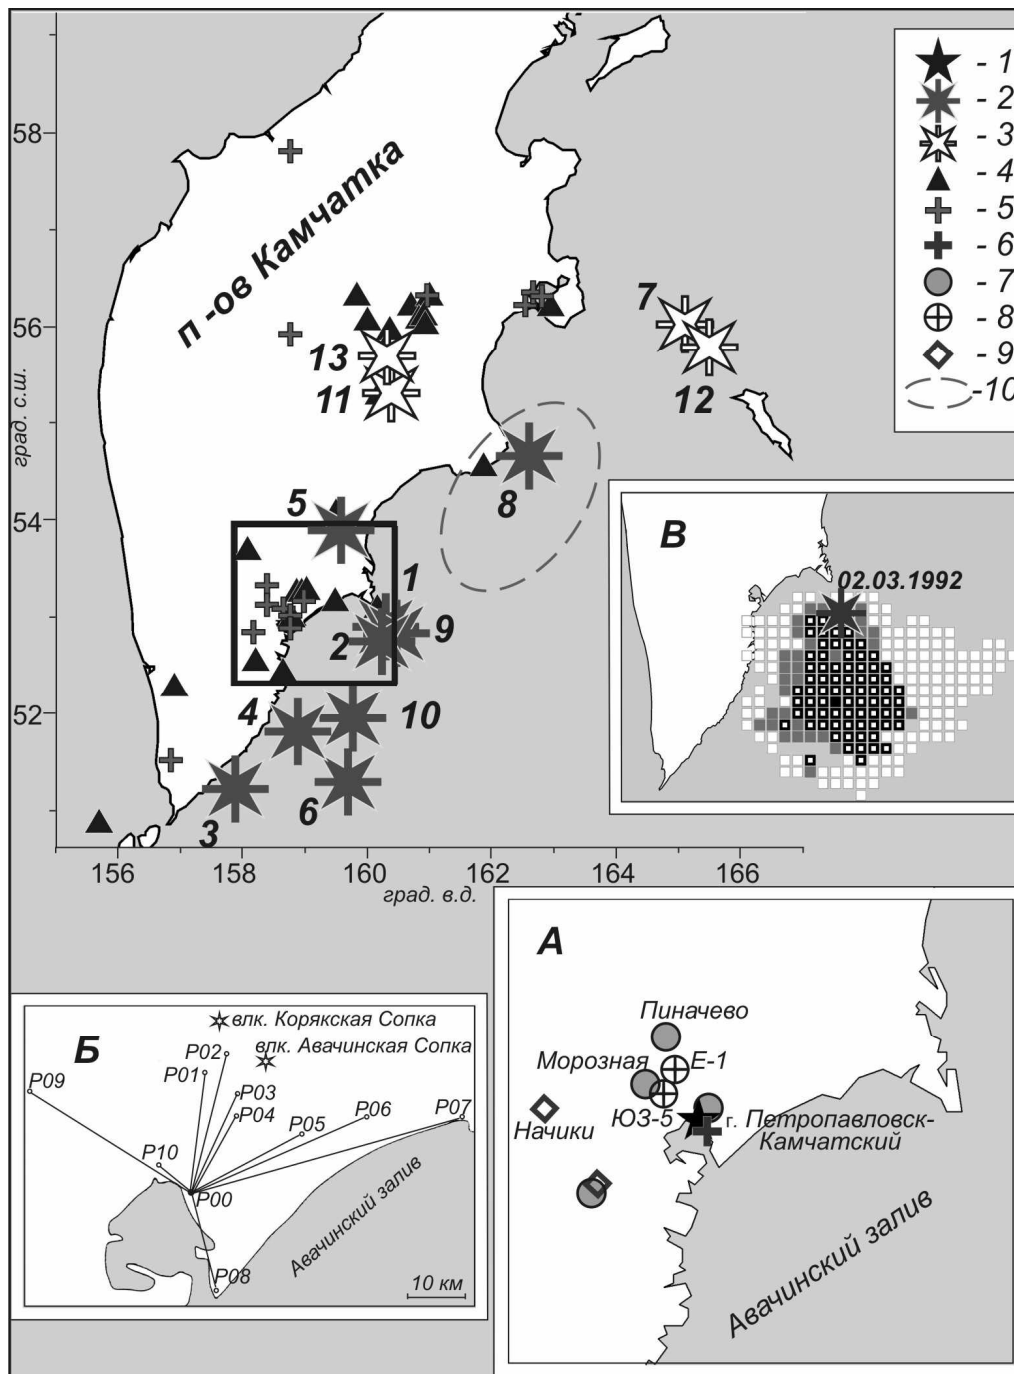 58
56
54
52
град. с.ш.
156
158
160
162
164
166
град. в.д.
п -ов Камчатка
13
11
7
12
5
8
1
2
9
4
10
3
6
- 1
- 2
- 3
- 4
- 5
- 6
- 7
- 8
- 9
-10
В
02.03.1992
А
Пиначево
Морозная
Е-1
ЮЗ-5
Начики
г. Петропавловск-
Камчатский
Авачинский залив
Б
влк. Корякская Сопка
влк. Авачинская Сопка
P09
P02
P01
P03
P04
P06
P07
P05
P10
P00
P08
Авачинский залив
10 км